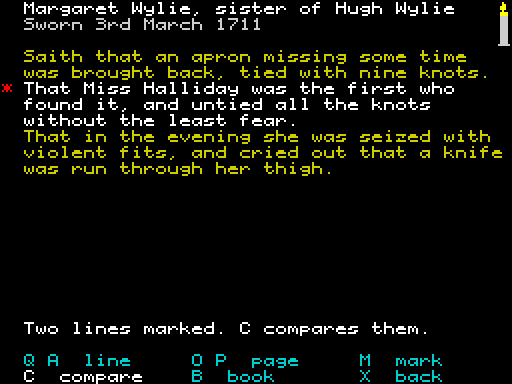 Margaret Wylie, sister of Hugh Wylie
Sworn 3rd March 1711
Saith that an apron missing some time
was brought back, tied with nine knots.
* That Miss Halliday was the first who
found it, and untied all the knots
without the least fear.
That in the evening she was seized with
violent fits, and cried out that a knife
was run through her thigh.
Two lines marked. C compares them.
Q A line O P page M mark
C compare B book X back